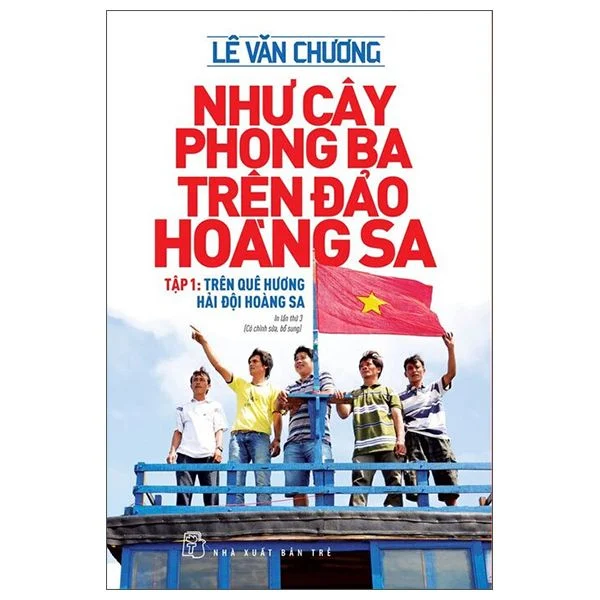 LÊ VĂN CHƯƠNG
NHƯ CÂY
PHONG BA
TRÊN ĐẢO
HOÀNG SA
TẬP 1: TRÊN QUÊ HƯƠNG
HẢI ĐỘI HOÀNG SA
In lần thứ 3
(Có chỉnh sửa, bổ sung)
NHÀ XUẤT BẢN TRẺ